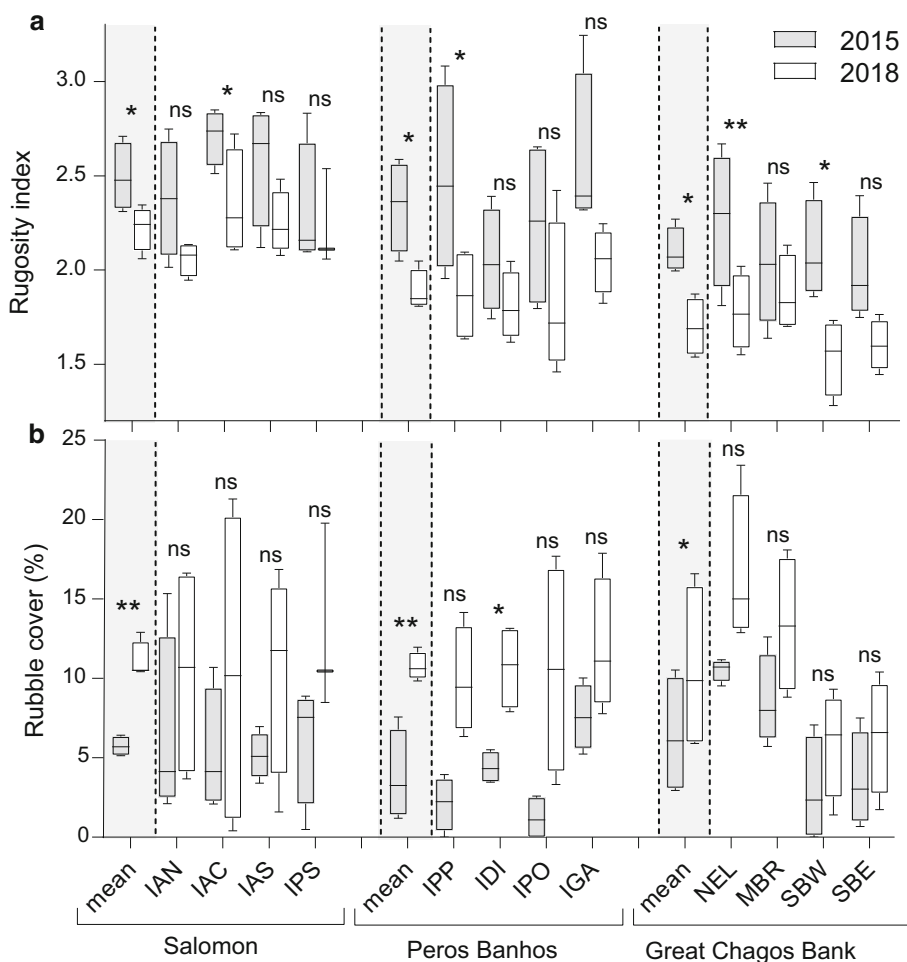 a
2015
2018
Rugosity index
3.0
2.5
2.0
1.5
* ns * ns ns * * ns ns ns * ** ns * ns
b
Rubble cover (%)
25
20
15
10
5
0
** ns ns ns ns ** ns * ns ns * ns ns ns ns
mean IAN IAC IAS IPS mean IPP IDI IPO IGA mean NEL MBR SBW SBE
Salomon Peros Banhos Great Chagos Bank